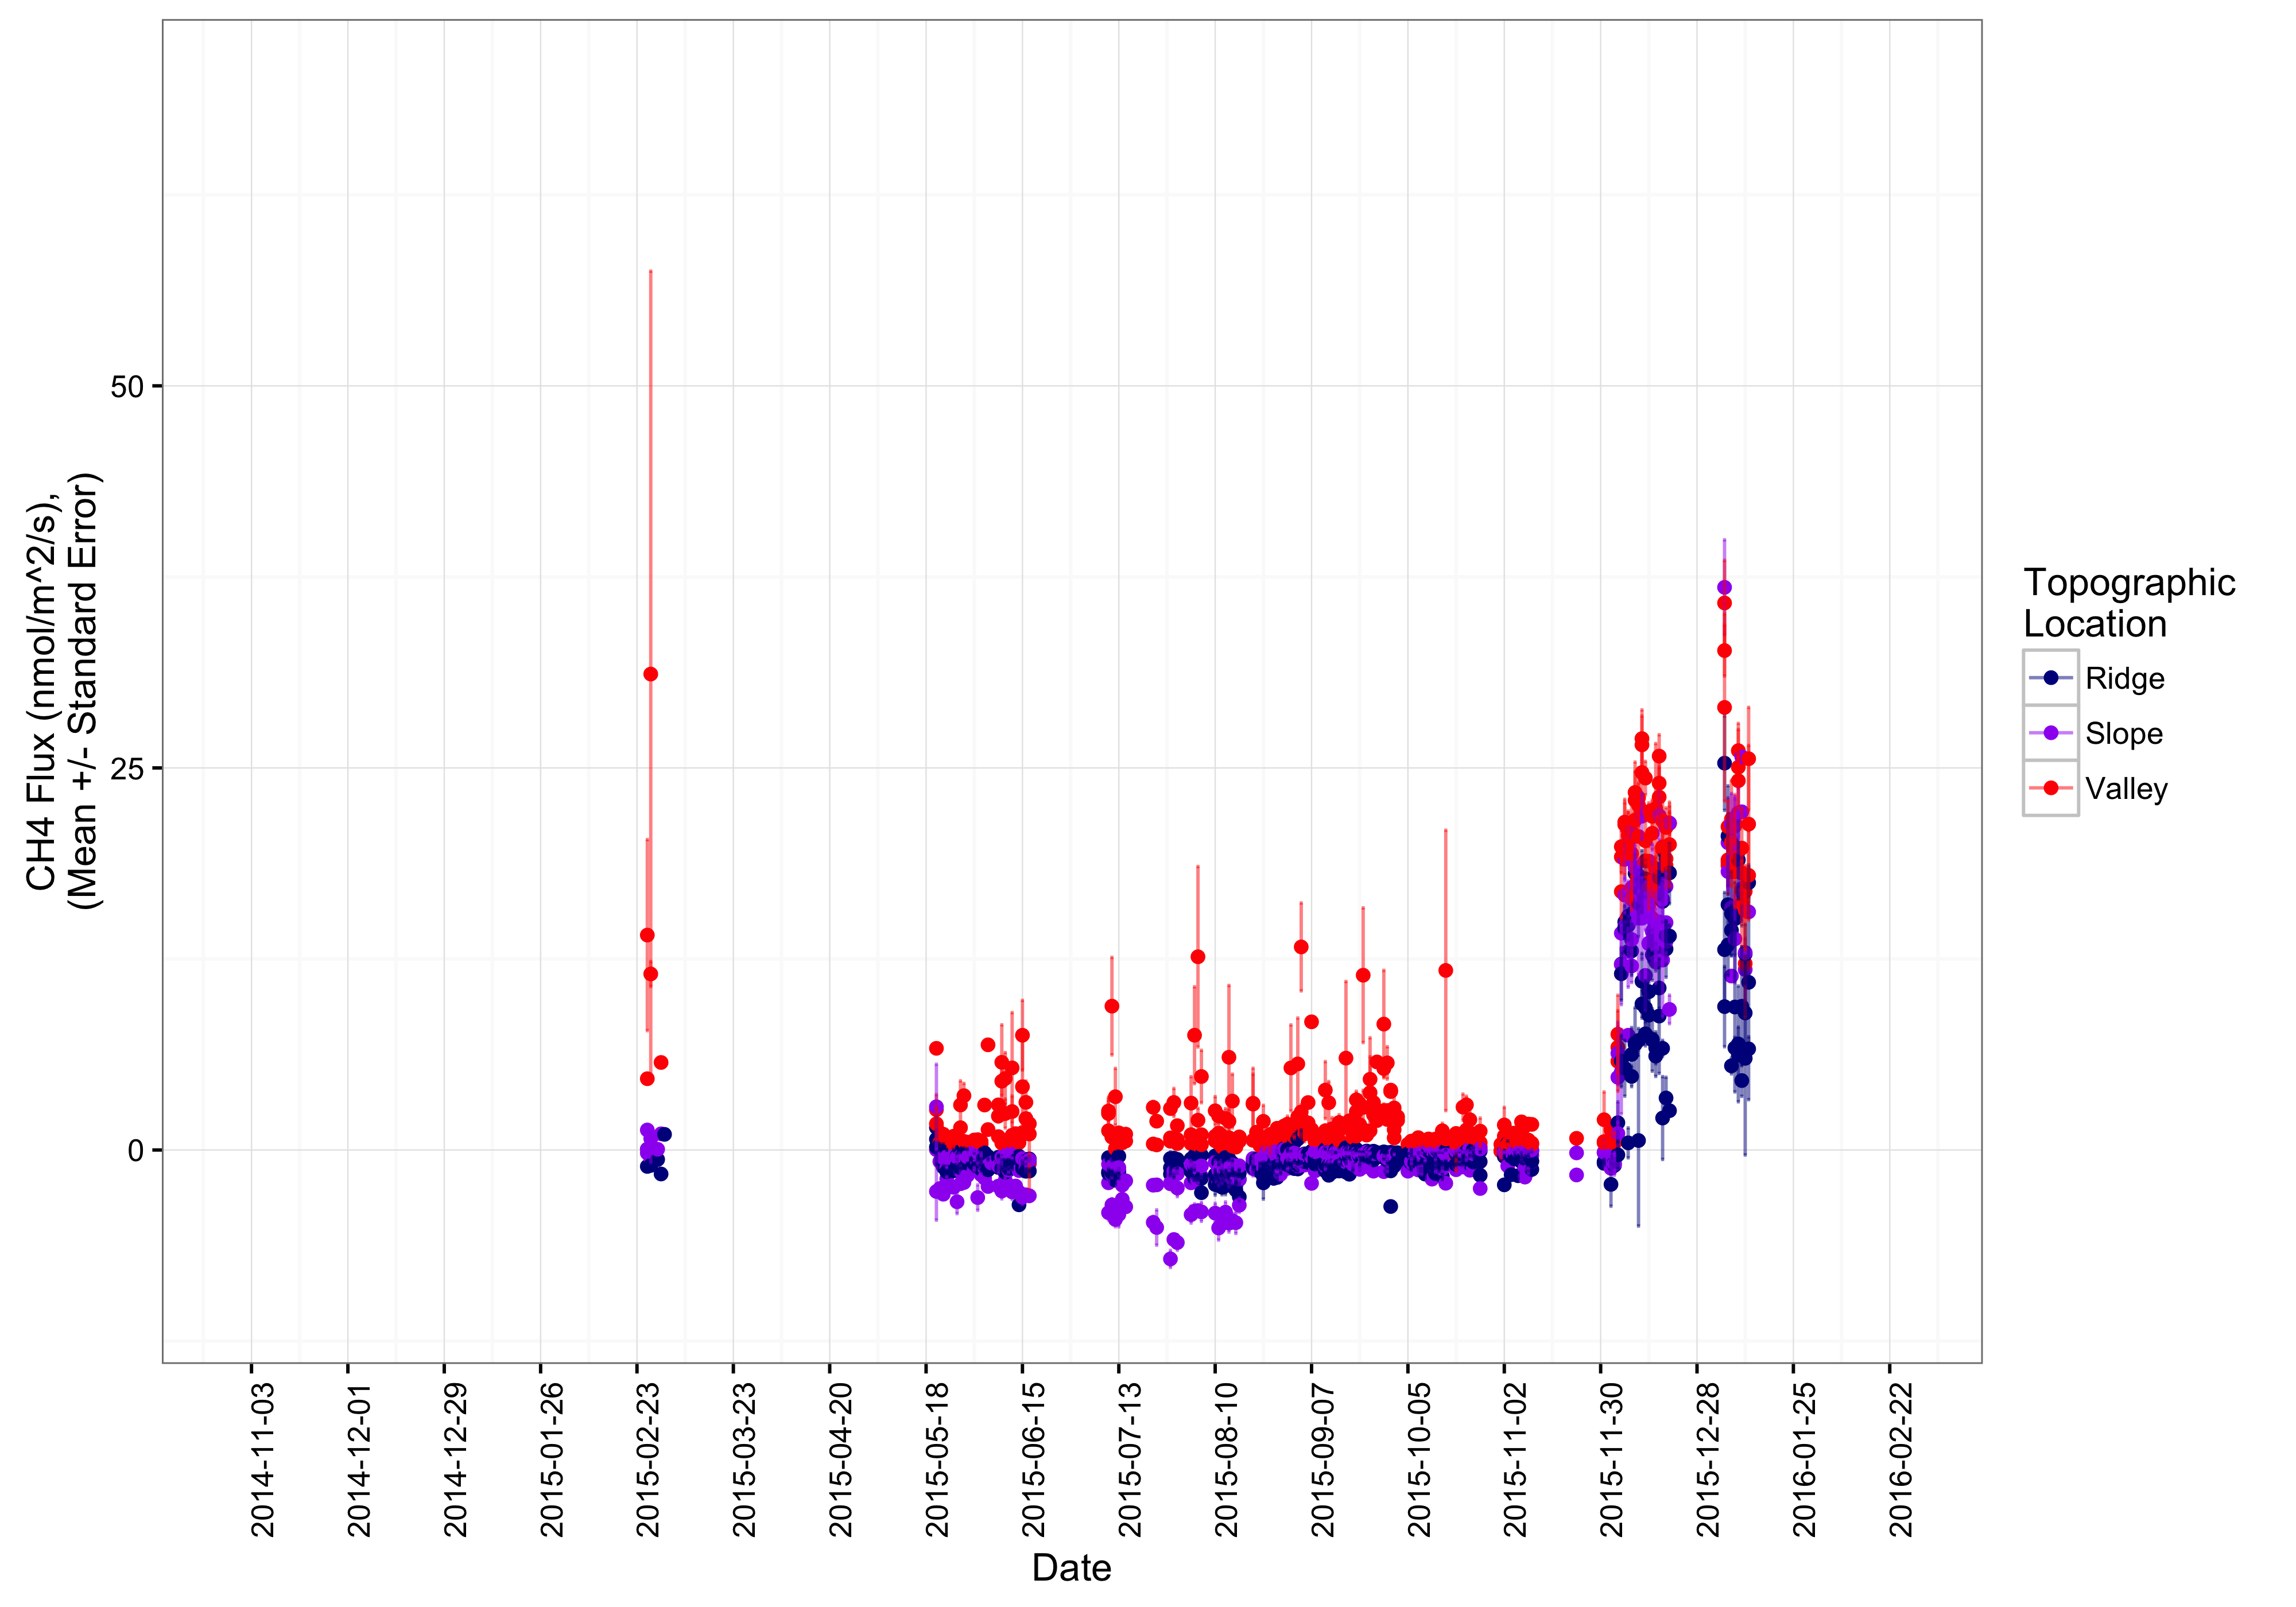 CH4 Flux (nmol/m^2/s),
(Mean +/- Standard Error)
50
25
0
2014-11-03
2014-12-01
2014-12-29
2015-01-26
2015-02-23
2015-03-23
2015-04-20
2015-05-18
2015-06-15
2015-07-13
2015-08-10
2015-09-07
2015-10-05
2015-11-02
2015-11-30
2015-12-28
2016-01-25
2016-02-22
Date
Topographic
Location
Ridge
Slope
Valley